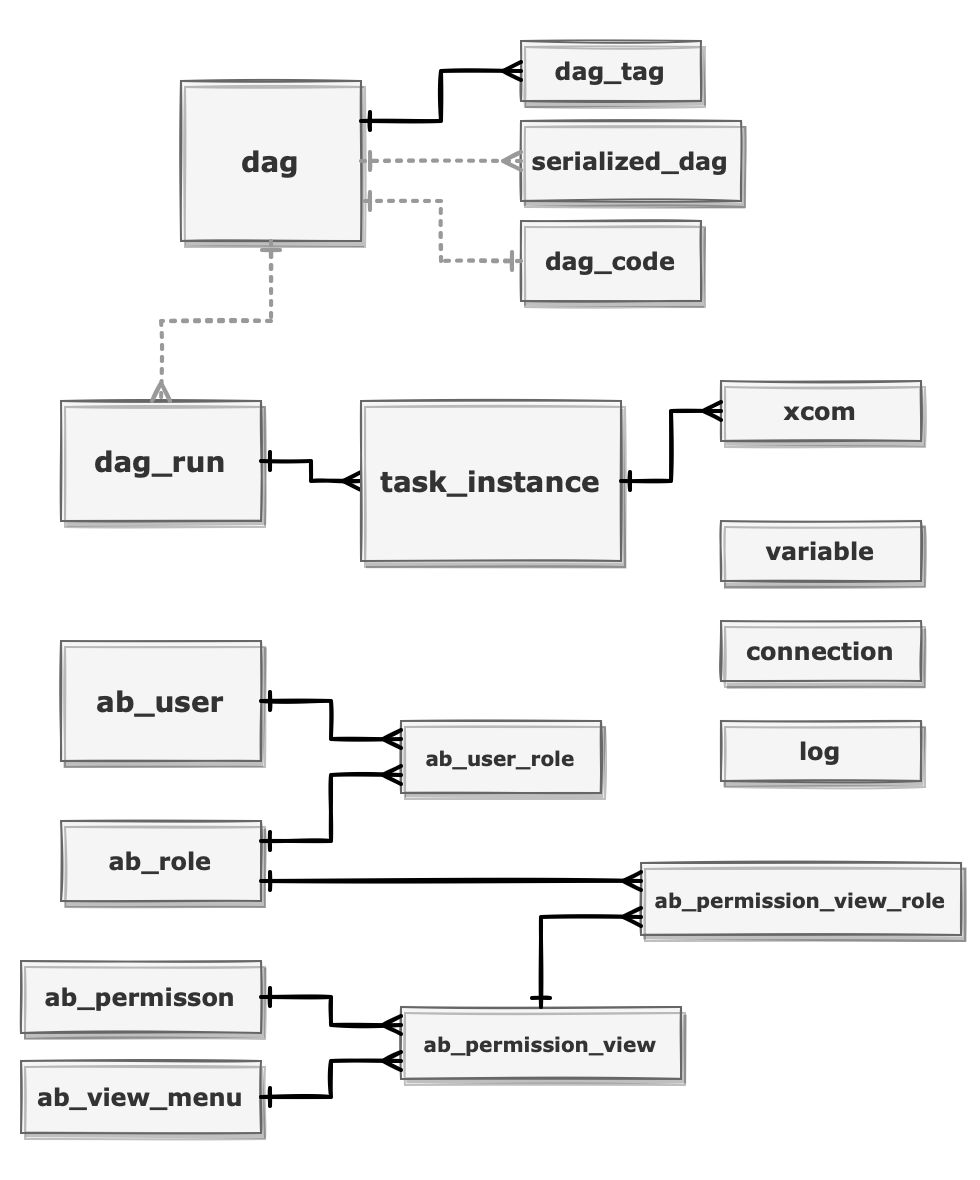 dag_tag
dag
serialized_dag
dag_code
xcom
dag_run
task_instance
variable
connection
ab_user
log
ab_user_role
ab_role
ab_permission_view_role
ab_permisson
ab_permission_view
ab_view_menu